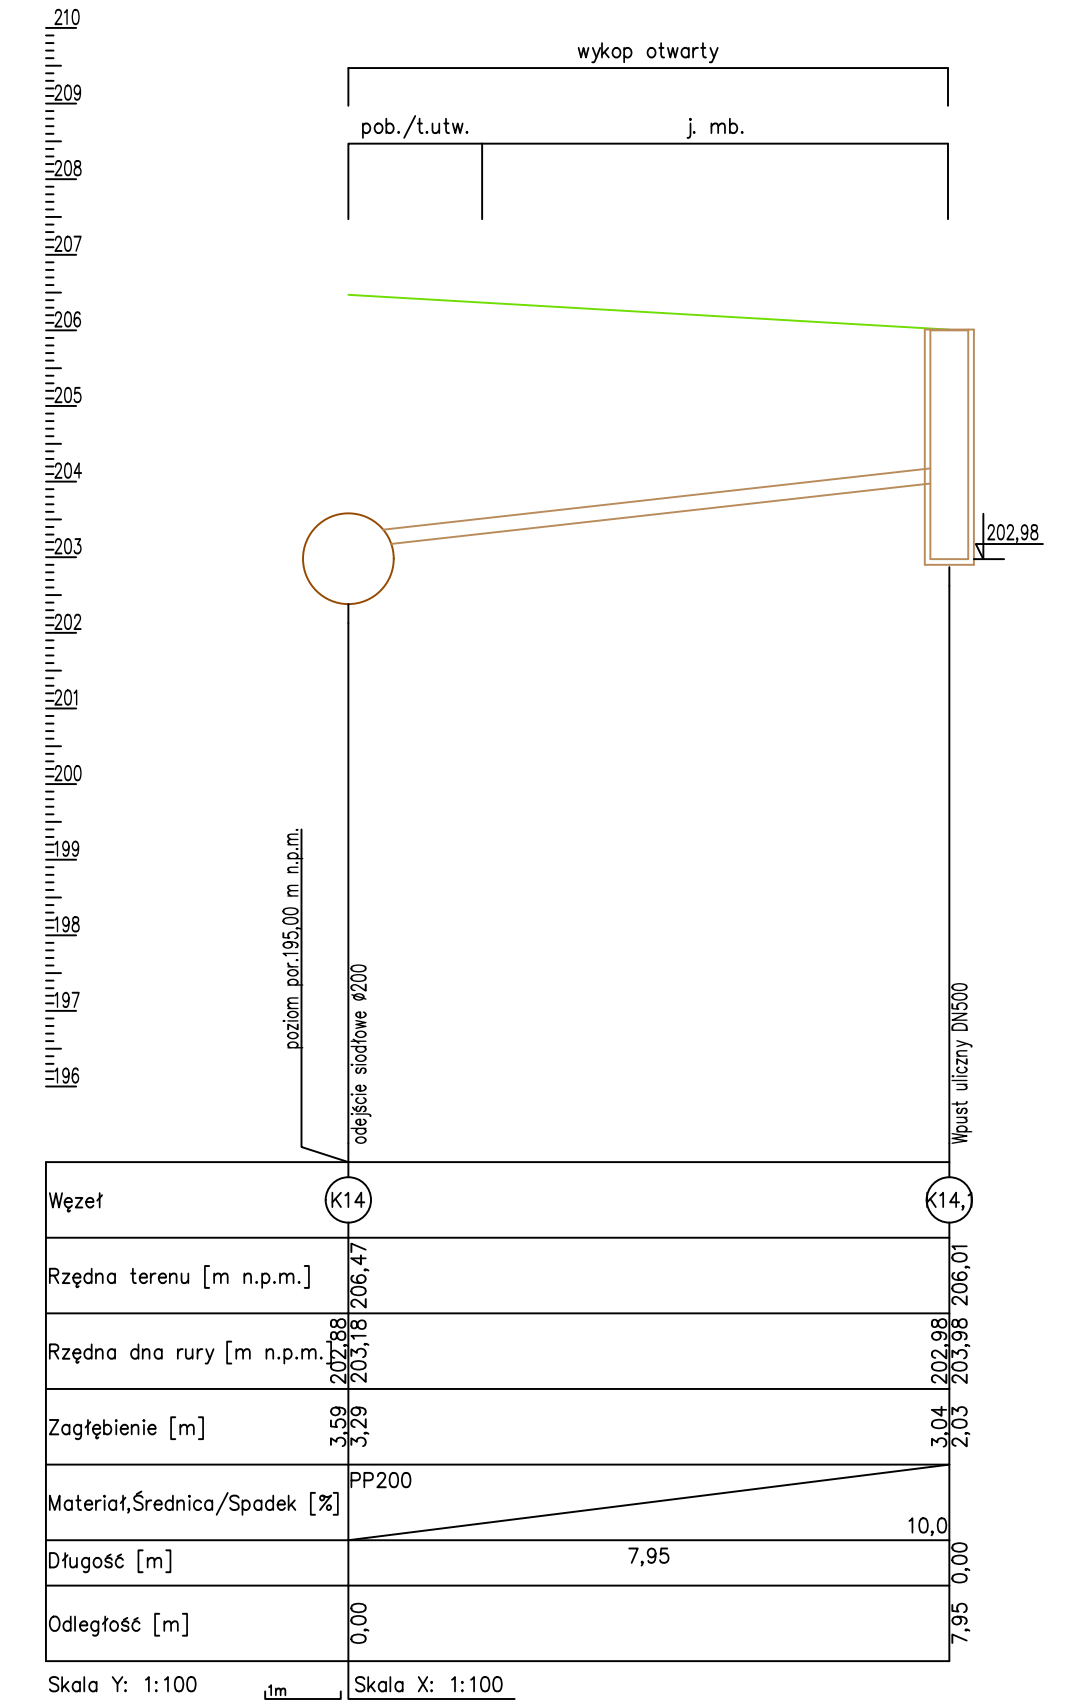 210
wykop otwarty
209
pob./t.utw.
j. mb.
208
207
206
205
204
203
202,98
202
201
200
199
198
197
196
poziom por.195,00 m n.p.m.
odejście siodłowe ø200
Wpust uliczny DN500
Węzeł
K14
K14,1
Rzędna terenu [m n.p.m.]
206,47
206,01
Rzędna dna rury [m n.p.m.]
202,88
203,18
202,98
203,98
Zagłębienie [m]
3,59
3,29
3,04
2,03
Materiał,Średnica/Spadek [%]
PP200
10,0
Długość [m]
7,95
0,00
Odległość [m]
0,00
7,95
Skala Y: 1:100
1m
Skala X: 1:100